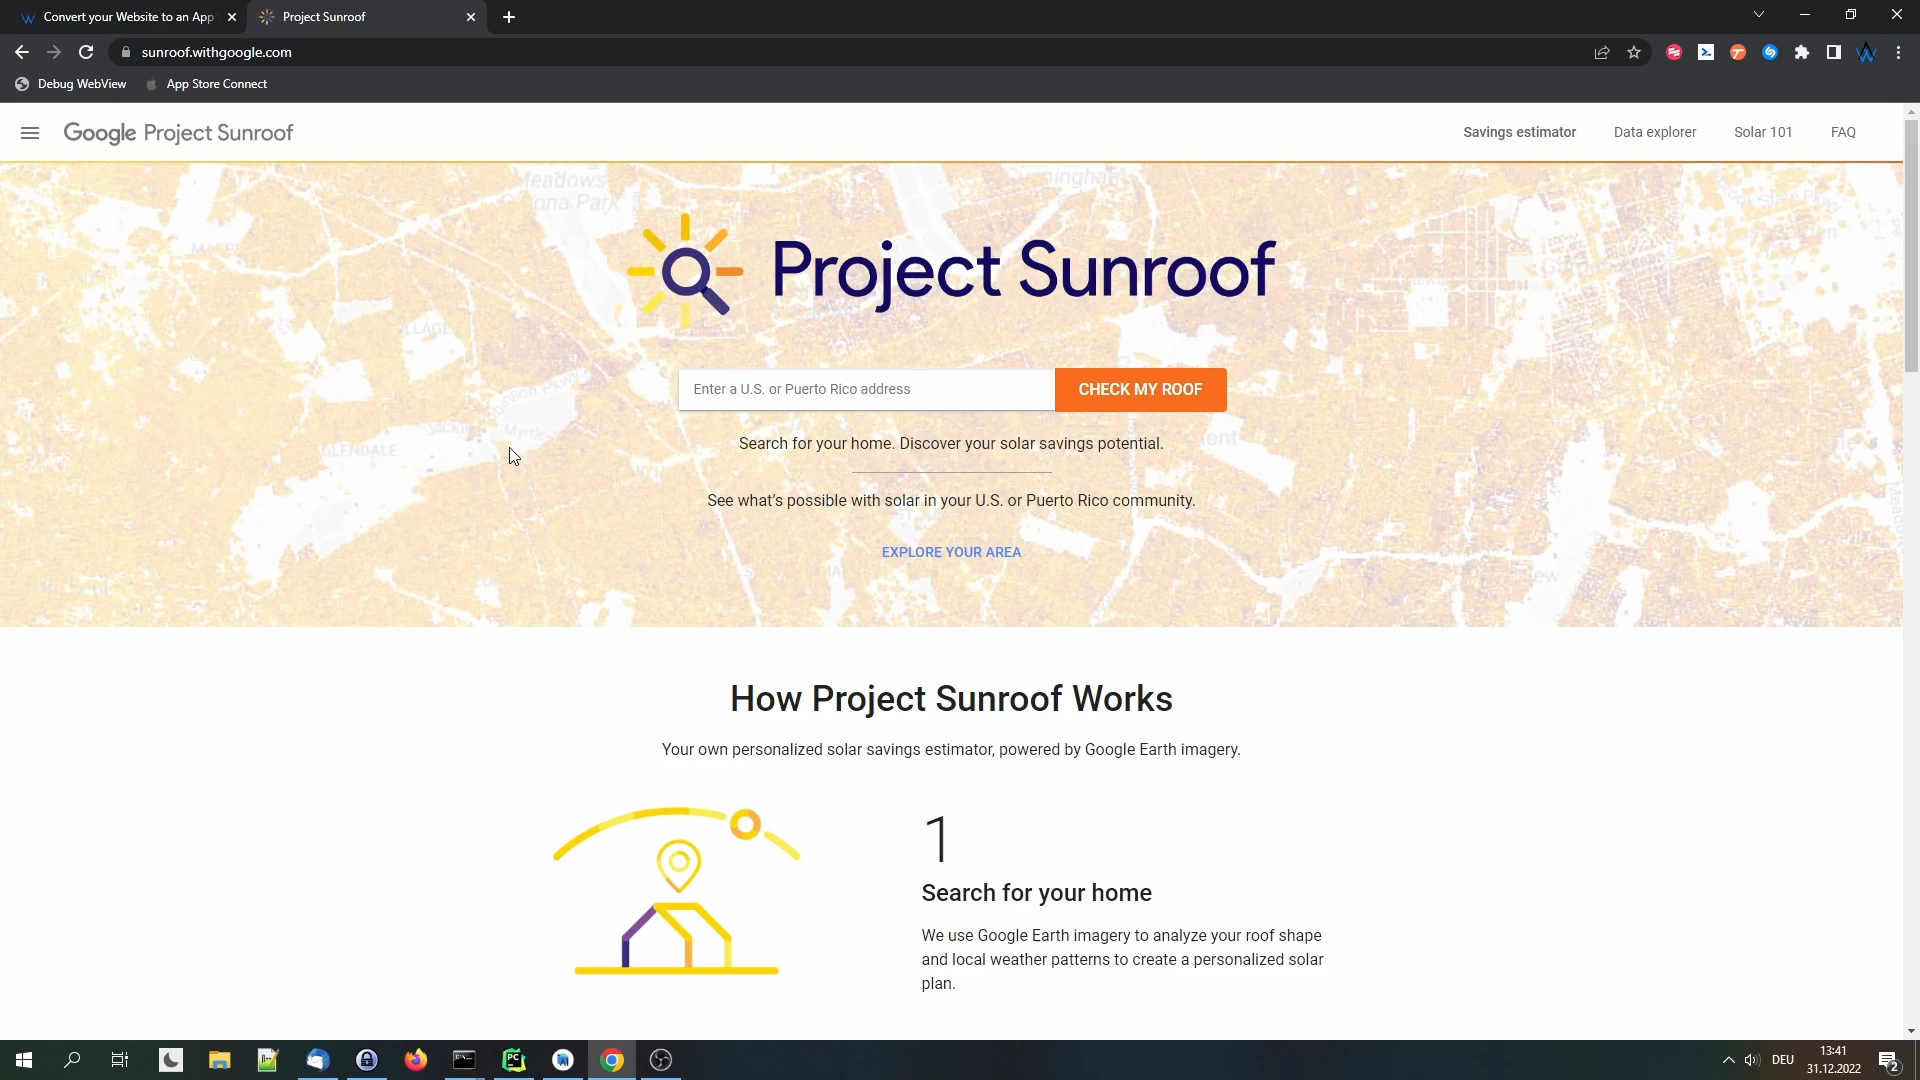 Convert your Website to an App
Project Sunroof
sunroof.withgoogle.com
Debug WebView
App Store Connect
Google Project Sunroof
Savings estimator
Data explorer
Solar 101
FAQ
Project Sunroof
Enter a U.S. or Puerto Rico address
CHECK MY ROOF
Search for your home. Discover your solar savings potential.
See what's possible with solar in your U.S. or Puerto Rico community.
EXPLORE YOUR AREA
GLENDALE
How Project Sunroof Works
Your own personalized solar savings estimator, powered by Google Earth imagery.
1
Search for your home
We use Google Earth imagery to analyze your roof shape
and local weather patterns to create a personalized solar
plan.
DEU
13:41
31.12.2022
2